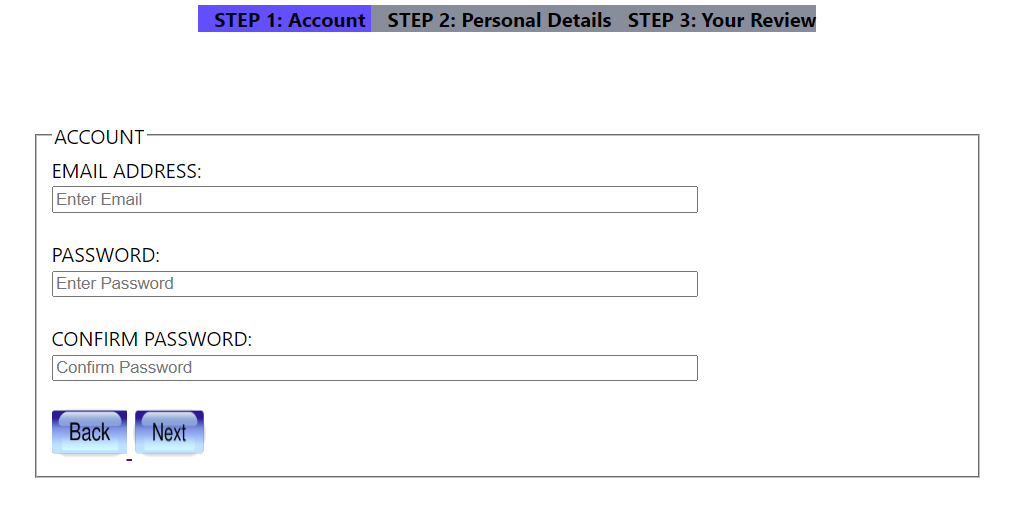 STEP 1: Account STEP 2: Personal Details STEP 3: Your Review
ACCOUNT
EMAIL ADDRESS:
Enter Email
PASSWORD:
Enter Password
CONFIRM PASSWORD:
Confirm Password
Back Next